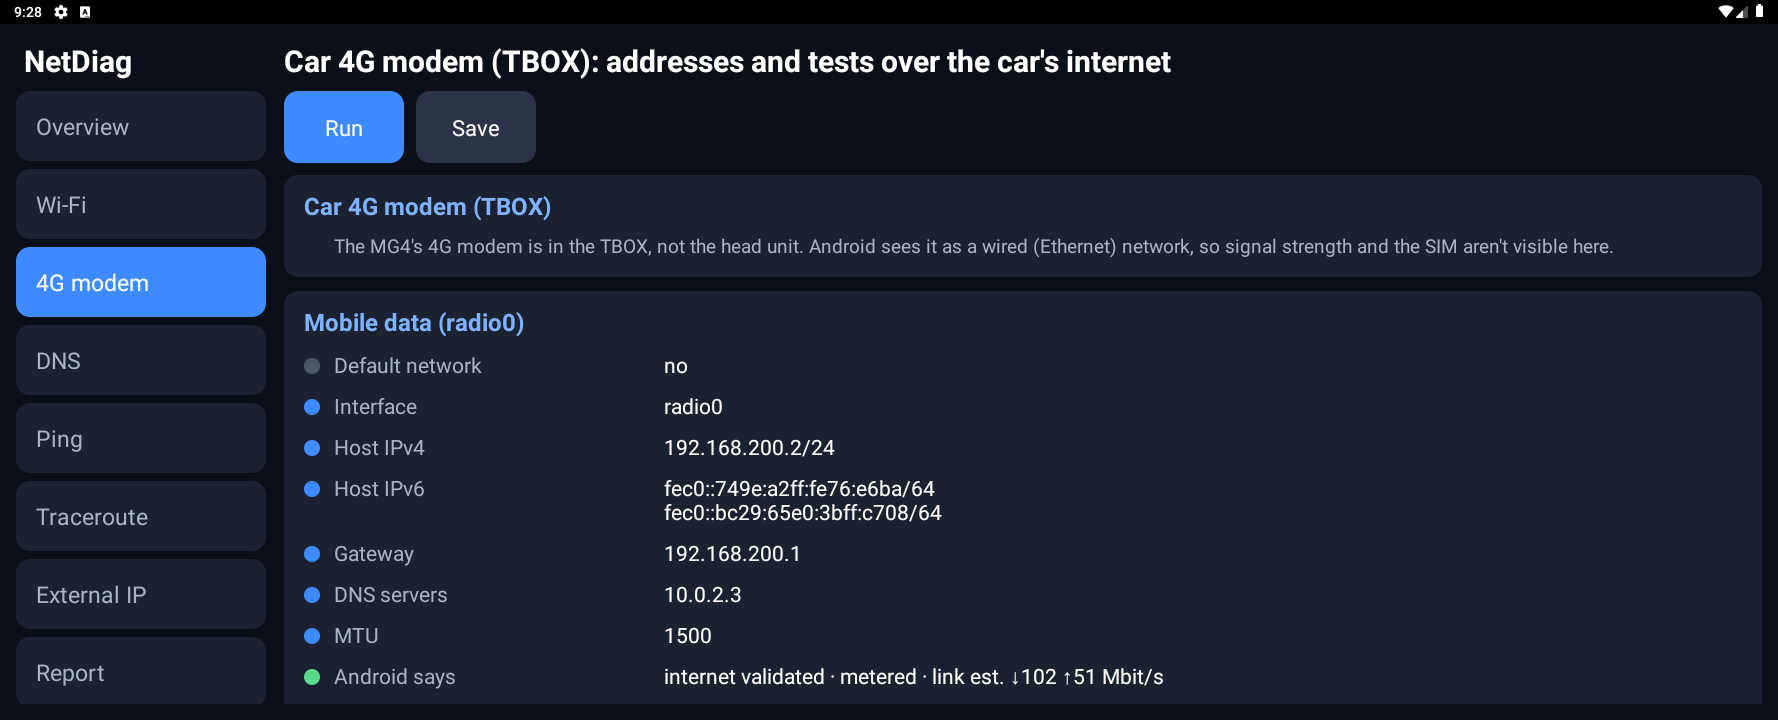 9:28
NetDiag
Overview
Wi-Fi
4G modem
DNS
Ping
Traceroute
External IP
Report
Car 4G modem (TBOX): addresses and tests over the car's internet
Run Save
Car 4G modem (TBOX)
The MG4's 4G modem is in the TBOX, not the head unit. Android sees it as a wired (Ethernet) network, so signal strength and the SIM aren't visible here.
Mobile data (radio0)
Default network no
Interface radio0
Host IPv4 192.168.200.2/24
Host IPv6 fec0::749e:a2ff:fe76:e6ba/64
fec0::bc29:65e0:3bff:c708/64
Gateway 192.168.200.1
DNS servers 10.0.2.3
MTU 1500
Android says internet validated · metered · link est. ↓102 ↑51 Mbit/s